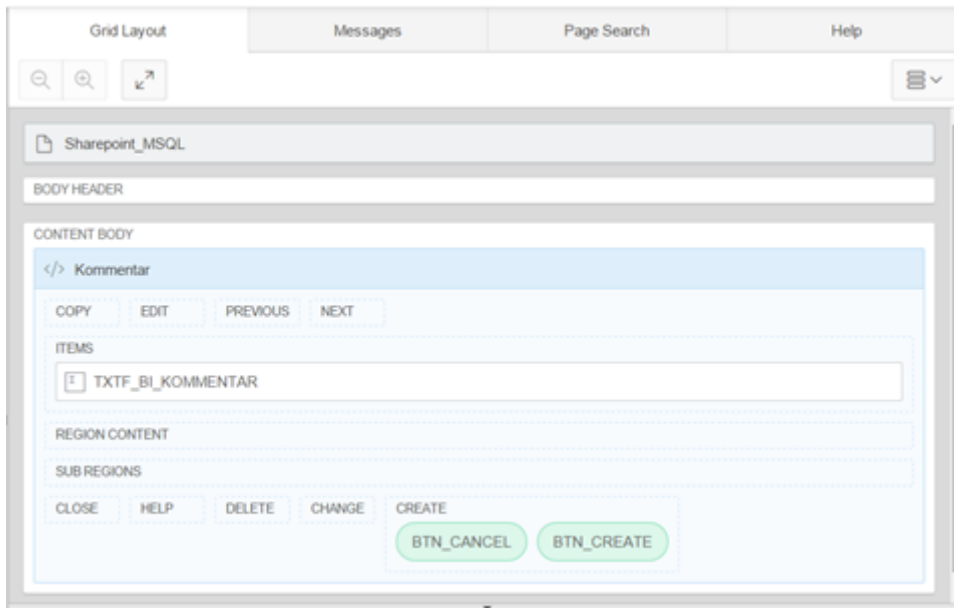 Grid Layout Messages Page Search Help
Sharepoint_MSQL
BODY HEADER
CONTENT BODY
</> Kommentar
COPY EDIT PREVIOUS NEXT
ITEMS
TXTF_BI_KOMMENTAR
REGION CONTENT
SUB REGIONS
CLOSE HELP DELETE CHANGE CREATE
BTN_CANCEL BTN_CREATE